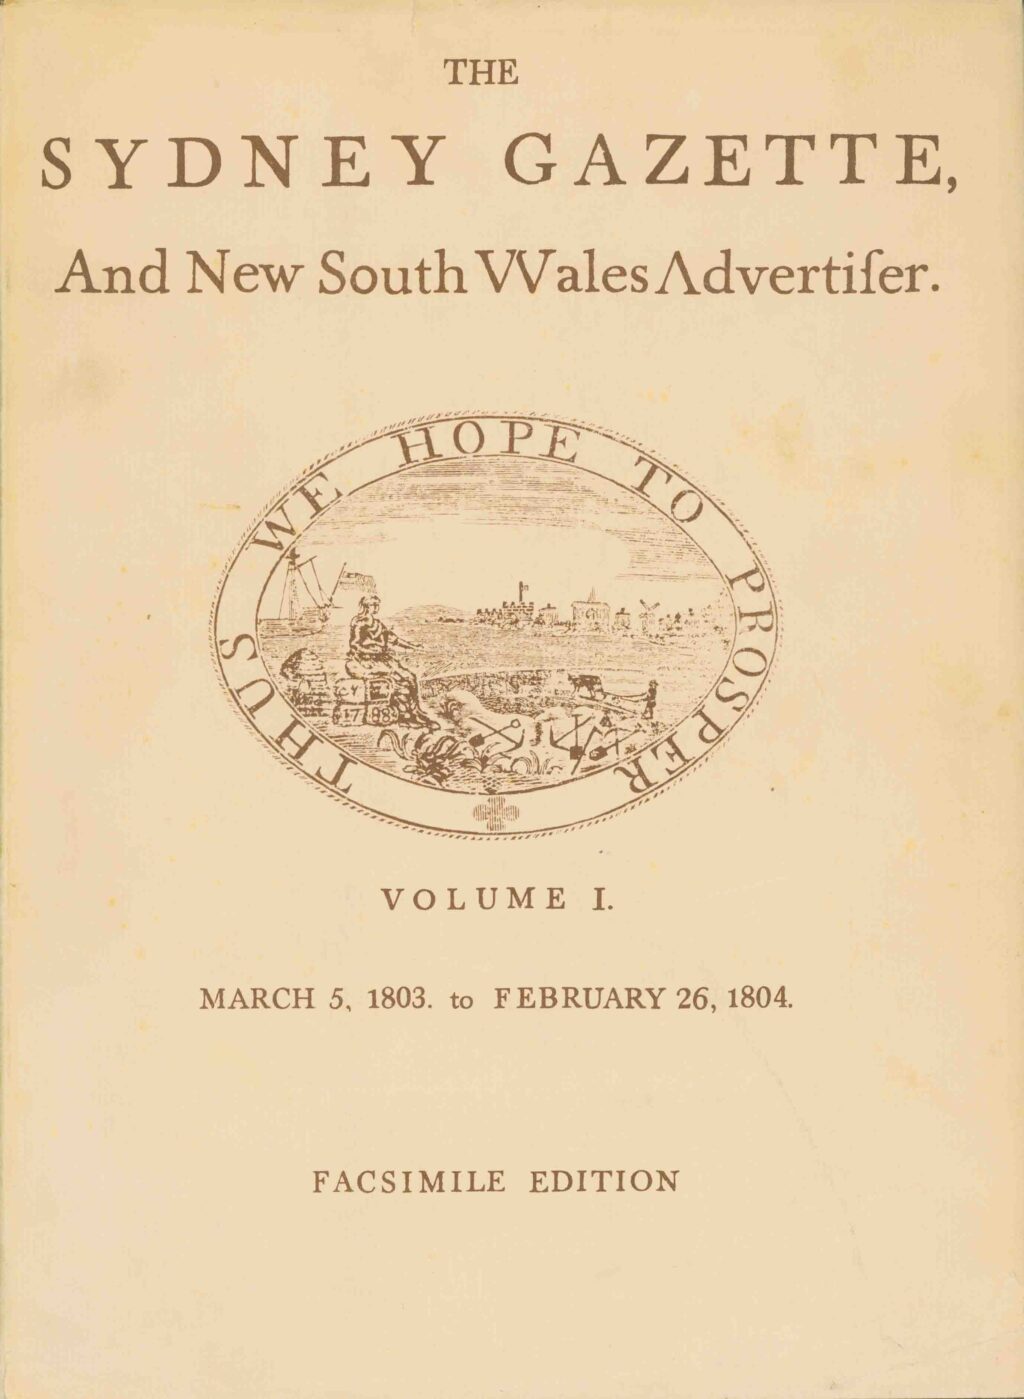 THE
SYDNEY GAZETTE,
And New South Wales Advertiſer.
THUS WE HOPE TO PROSPER
1788
VOLUME I.
MARCH 5, 1803. to FEBRUARY 26, 1804.
FACSIMILE EDITION